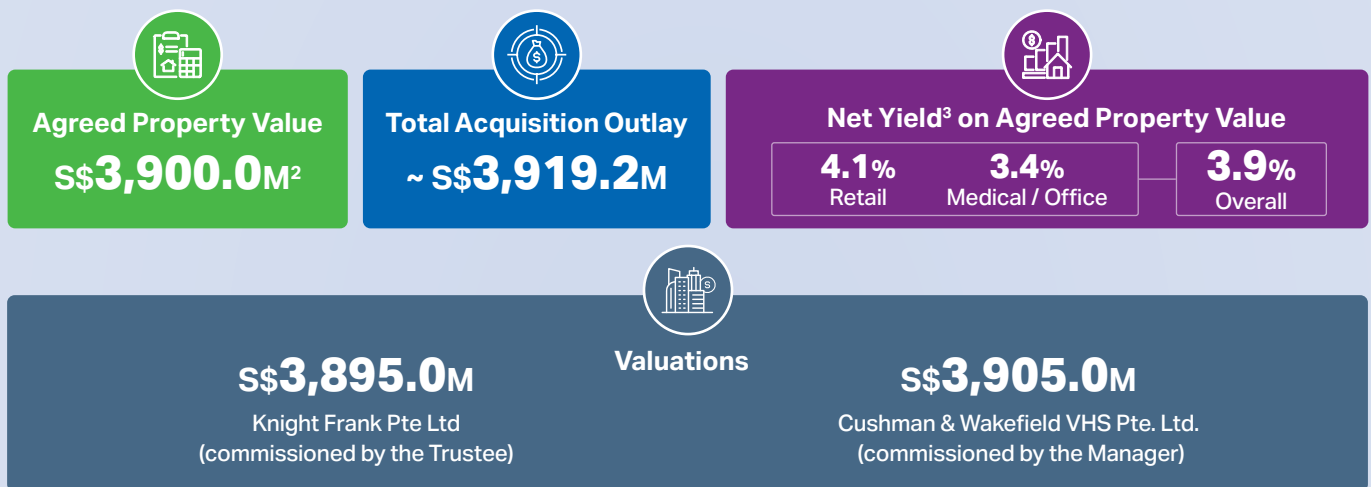 Agreed Property Value
S$3,900.0M²
Total Acquisition Outlay
~ S$3,919.2M
Net Yield³ on Agreed Property Value
4.1%
Retail
3.4%
Medical / Office
3.9%
Overall
Valuations
S$3,895.0M
Knight Frank Pte Ltd
(commissioned by the Trustee)
S$3,905.0M
Cushman & Wakefield VHS Pte. Ltd.
(commissioned by the Manager)